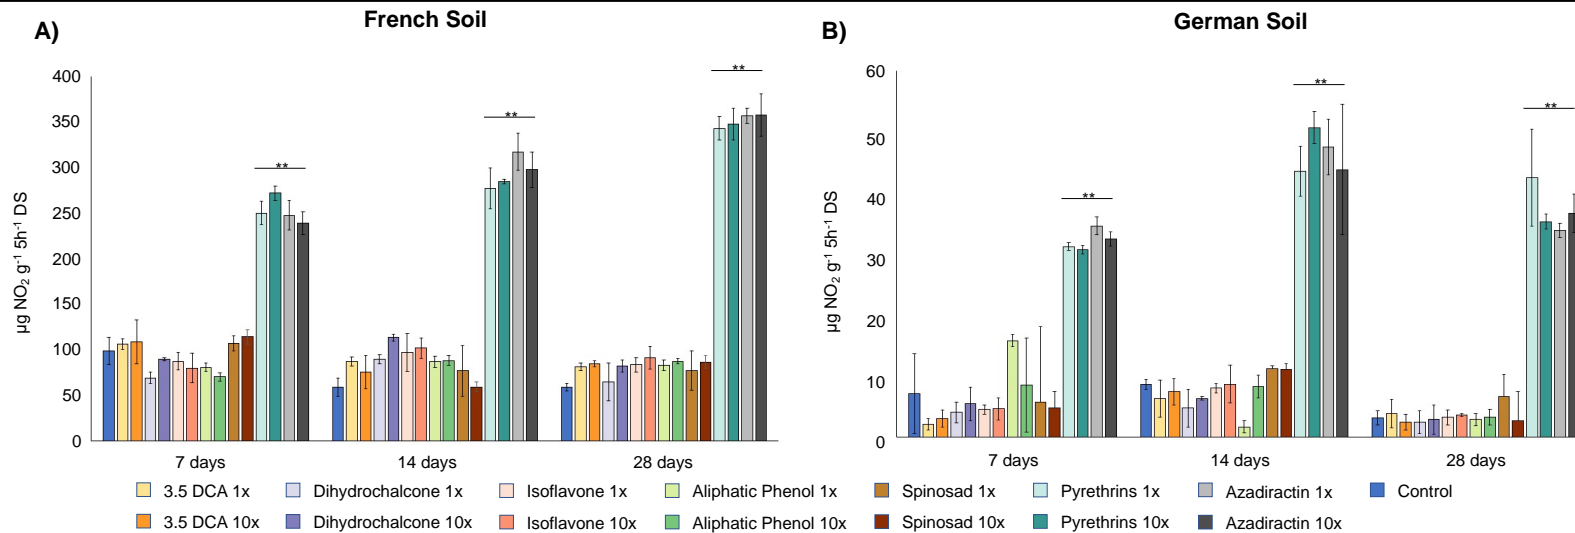 A)
French Soil
400
350
300
250
200
150
100
50
0
µg NO₂ g⁻¹ 5h⁻¹ DS
**
**
**
7 days
14 days
28 days
B)
German Soil
60
50
40
30
20
10
0
µg NO₂ g⁻¹ 5h⁻¹ DS
**
**
**
7 days
14 days
28 days
3.5 DCA 1x Dihydrochalcone 1x Isoflavone 1x Aliphatic Phenol 1x Spinosad 1x Pyrethrins 1x Azadiractin 1x Control
3.5 DCA 10x Dihydrochalcone 10x Isoflavone 10x Aliphatic Phenol 10x Spinosad 10x Pyrethrins 10x Azadiractin 10x